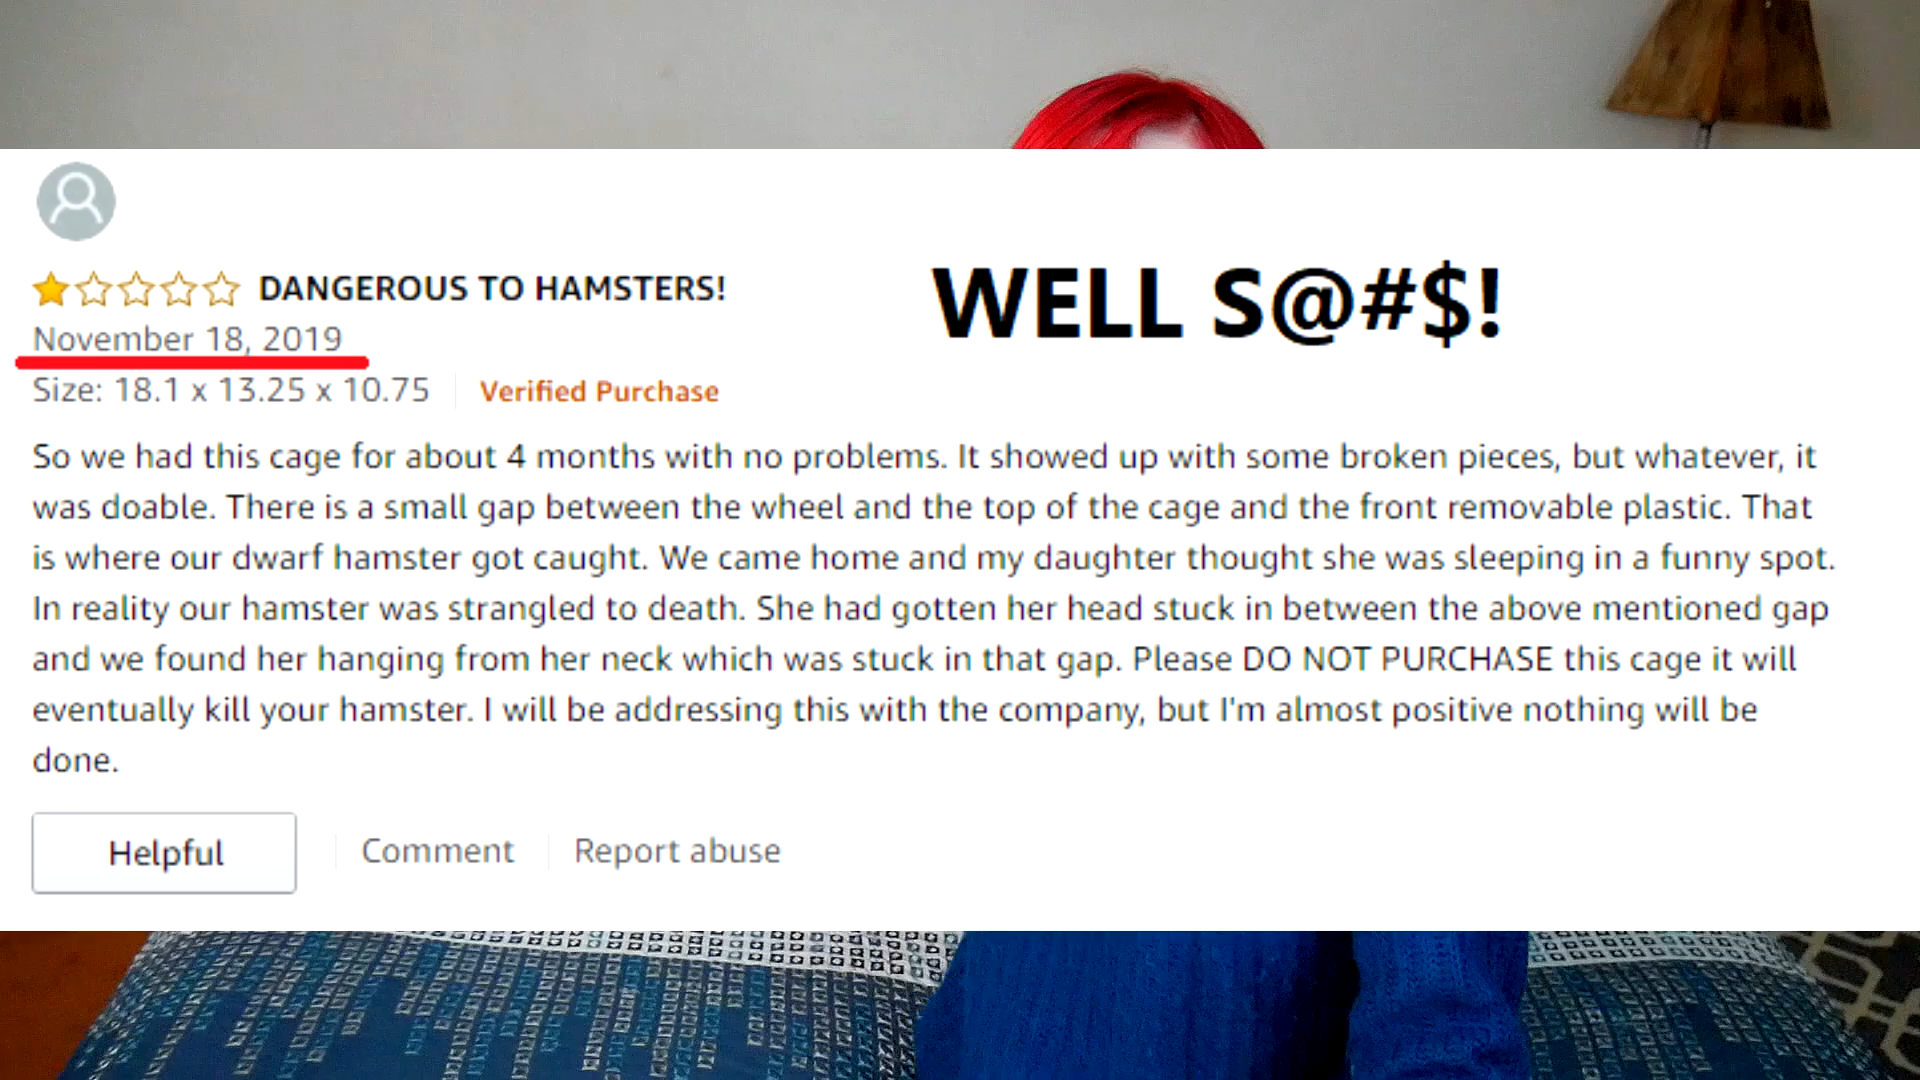 DANGEROUS TO HAMSTERS!
WELL S@#$!
November 18, 2019
Size: 18.1 x 13.25 x 10.75 Verified Purchase
So we had this cage for about 4 months with no problems. It showed up with some broken pieces, but whatever, it
was doable. There is a small gap between the wheel and the top of the cage and the front removable plastic. That
is where our dwarf hamster got caught. We came home and my daughter thought she was sleeping in a funny spot.
In reality our hamster was strangled to death. She had gotten her head stuck in between the above mentioned gap
and we found her hanging from her neck which was stuck in that gap. Please DO NOT PURCHASE this cage it will
eventually kill your hamster. I will be addressing this with the company, but I'm almost positive nothing will be
done.
Helpful Comment Report abuse